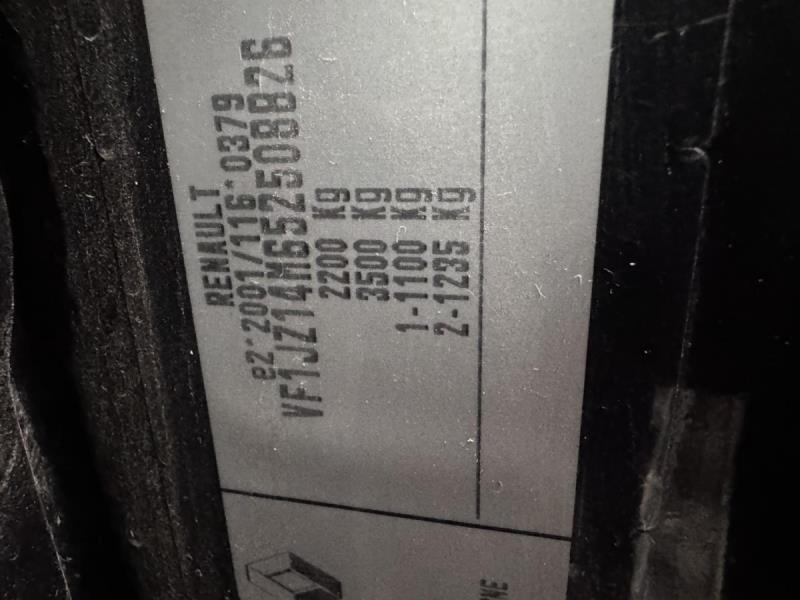 RENAULT
e2*2001/116*0379
VF1JZ14M652508826
2200 Kg
3500 Kg
1-1100 Kg
2-1235 Kg